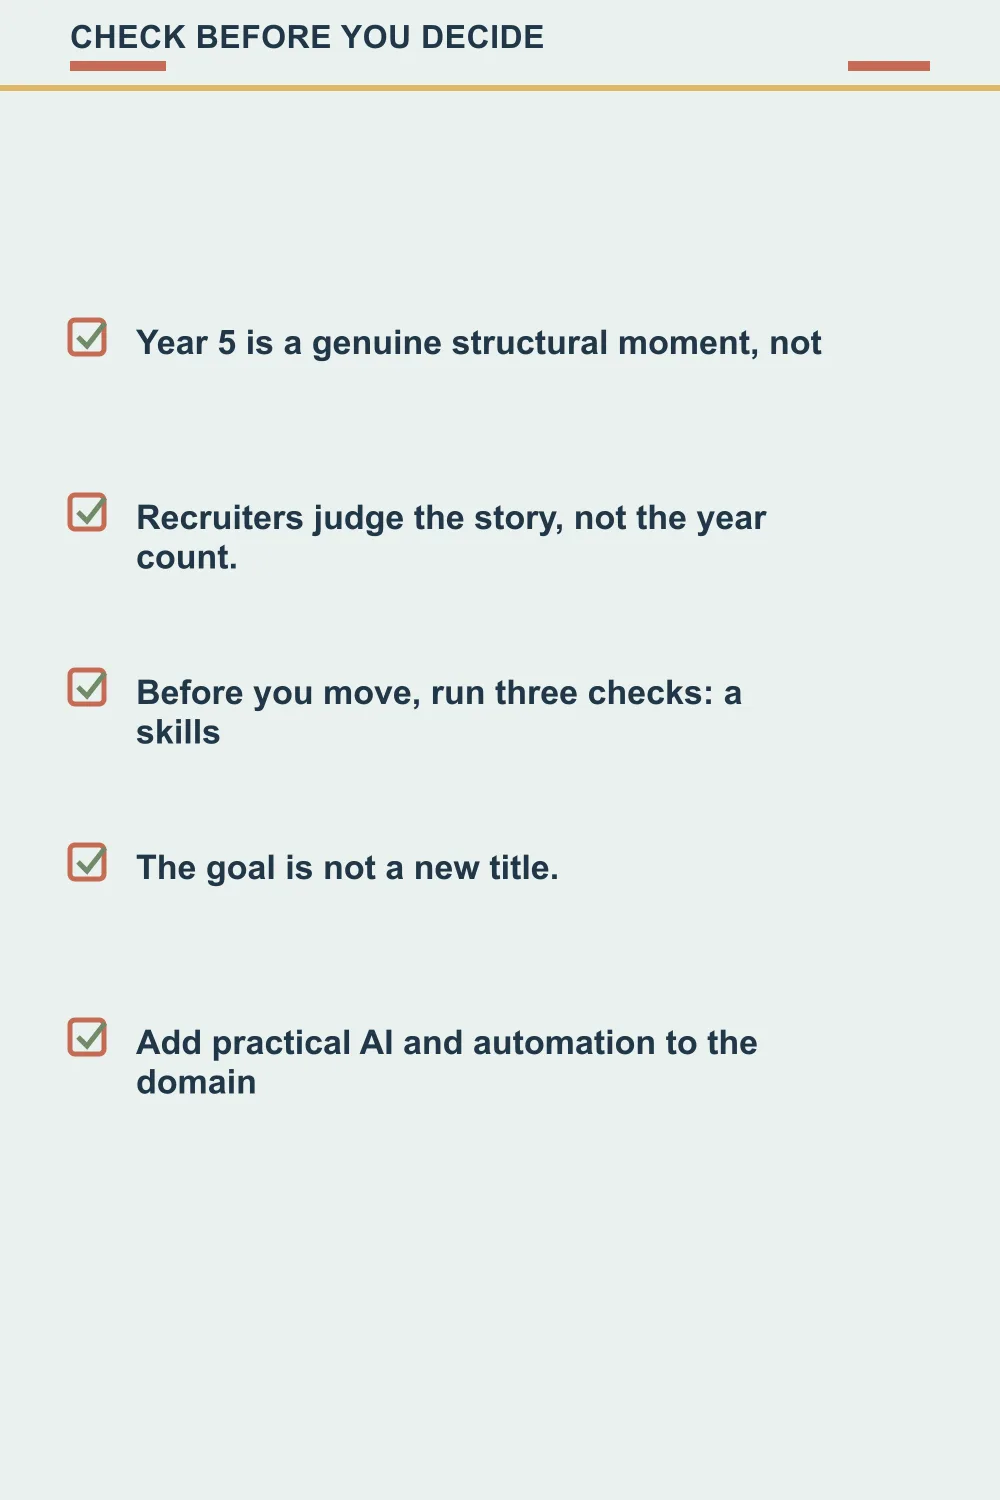 CHECK BEFORE YOU DECIDE
Year 5 is a genuine structural moment, not
Recruiters judge the story, not the year
count.
Before you move, run three checks: a
skills
The goal is not a new title.
Add practical AI and automation to the
domain